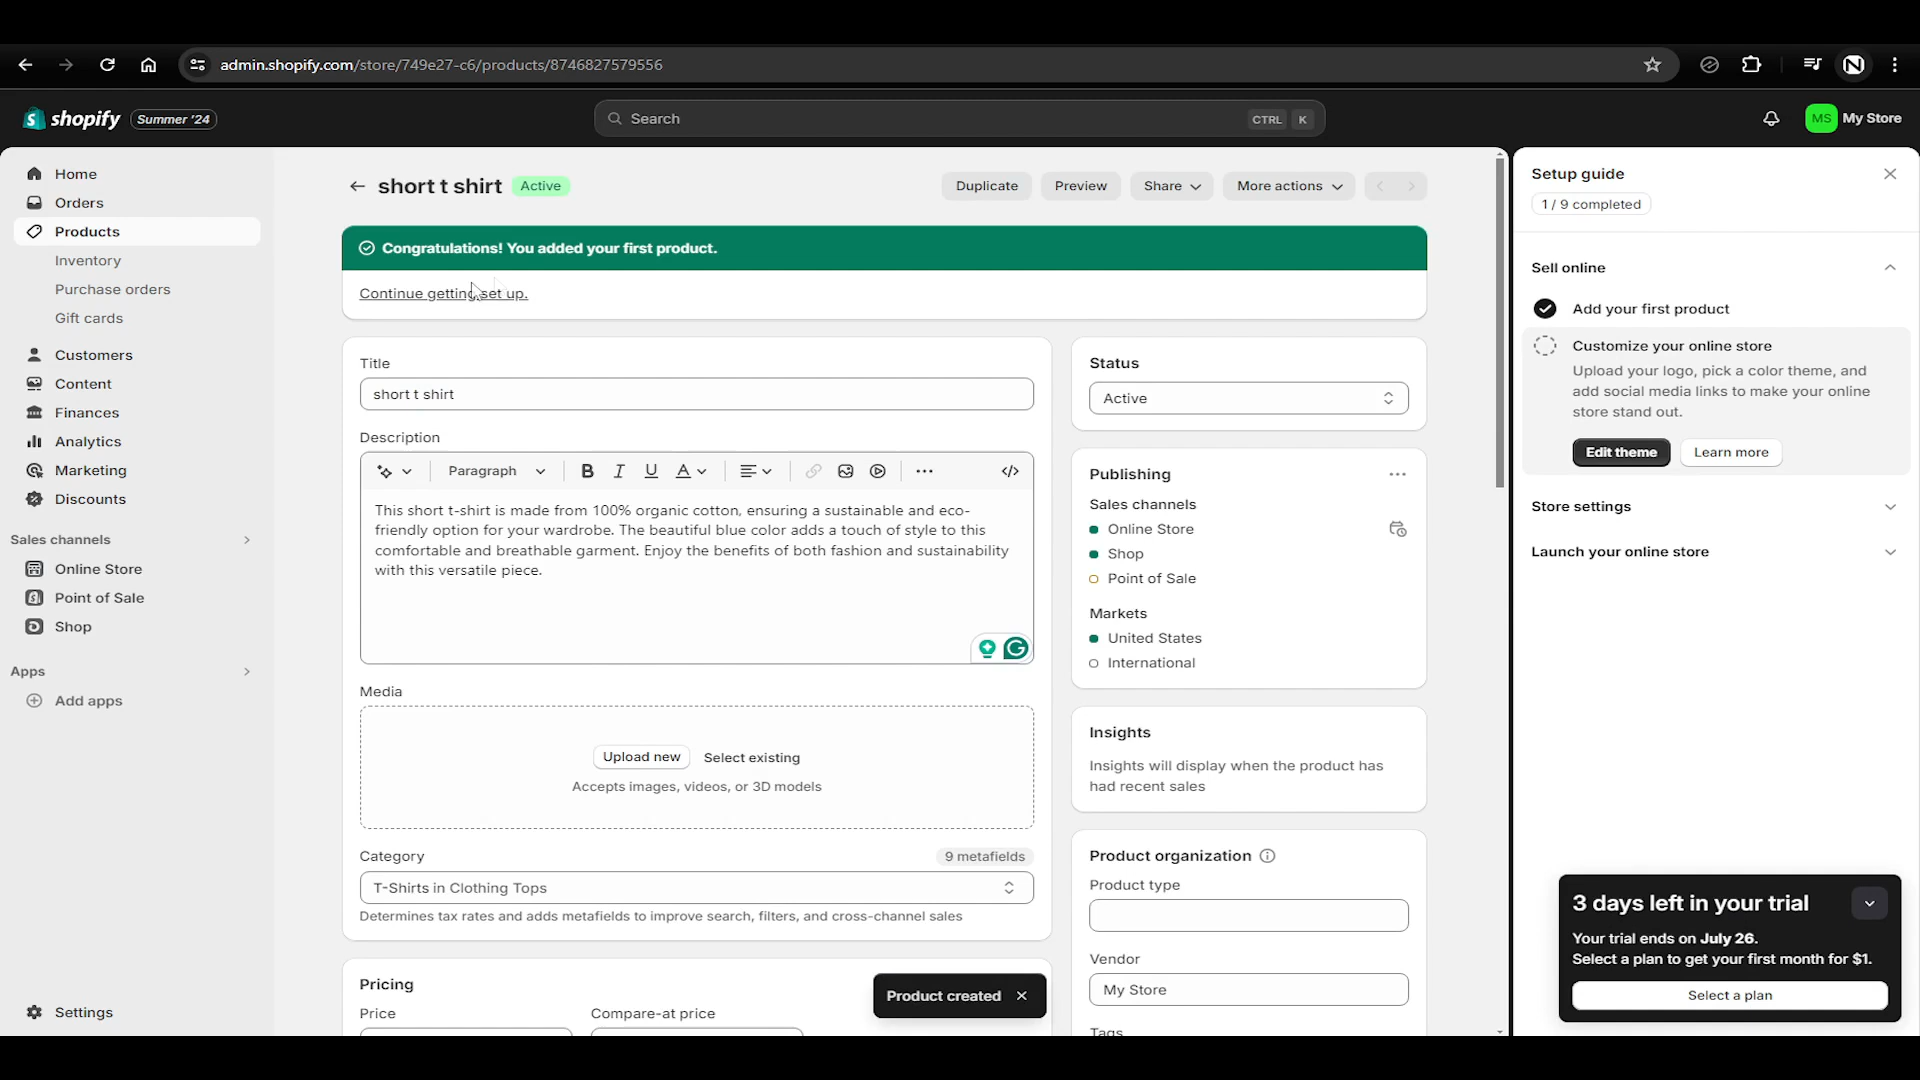 admin.shopify.com/store/749e27-c6/products/8746827579556
shopify
Summer '24
Search
CTRL K
MS My Store
Home
Orders
Products
Inventory
Purchase orders
Gift cards
Customers
Content
Finances
Analytics
Marketing
Discounts
Sales channels
Online Store
Point of Sale
Shop
Apps
Add apps
Settings
short t shirt Active
Duplicate Preview Share More actions
Congratulations! You added your first product.
Continue getting set up.
Title
short t shirt
Description
Paragraph B I U A
This short t-shirt is made from 100% organic cotton, ensuring a sustainable and eco-
friendly option for your wardrobe. The beautiful blue color adds a touch of style to this
comfortable and breathable garment. Enjoy the benefits of both fashion and sustainability
with this versatile piece.
Media
Upload new Select existing
Accepts images, videos, or 3D models
Category 9 metafields
T-Shirts in Clothing Tops
Determines tax rates and adds metafields to improve search, filters, and cross-channel sales
Pricing
Price Compare-at price
Product created
Status
Active
Publishing
Sales channels
Online Store
Shop
Point of Sale
Markets
United States
International
Insights
Insights will display when the product has
had recent sales
Product organization
Product type
Vendor
My Store
Tags
Setup guide
1 / 9 completed
Sell online
Add your first product
Customize your online store
Upload your logo, pick a color theme, and
add social media links to make your online
store stand out.
Edit theme Learn more
Store settings
Launch your online store
3 days left in your trial
Your trial ends on July 26.
Select a plan to get your first month for $1.
Select a plan